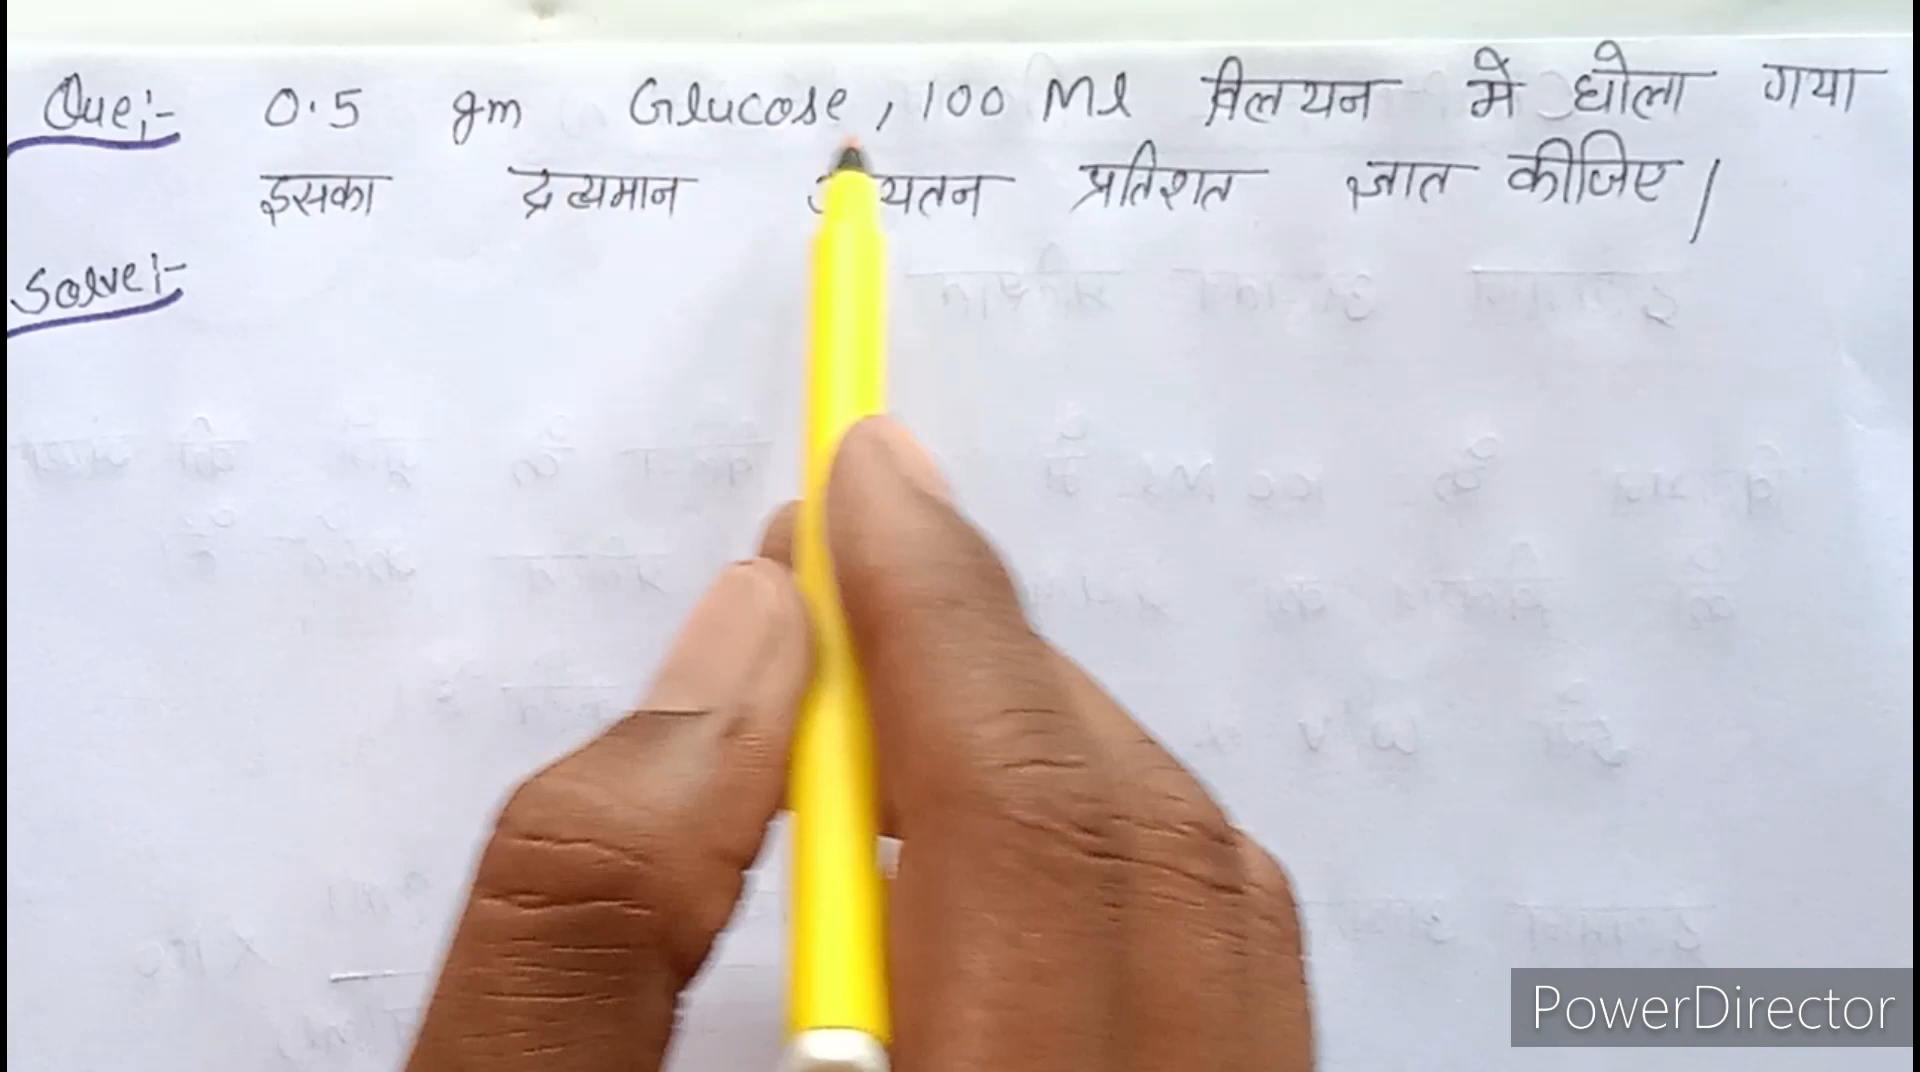 Que:- 0.5 gm Glucose, 100 Ml विलयन में घोला गया
इसका द्रव्यमान यतन प्रतिशत ज्ञात कीजिए |
Solve:-
PowerDirector